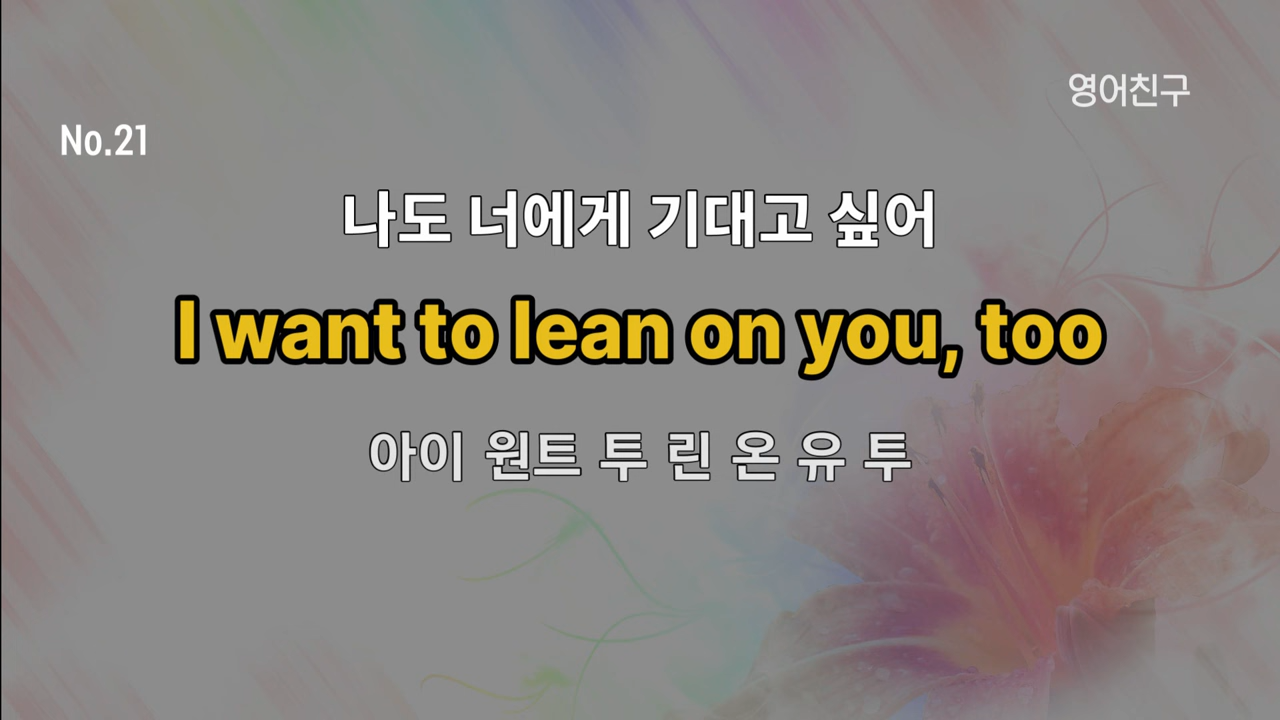 영어친구
No.21
나도 너에게 기대고 싶어
I want to lean on you, too
아이 원트 투 린 온 유 투